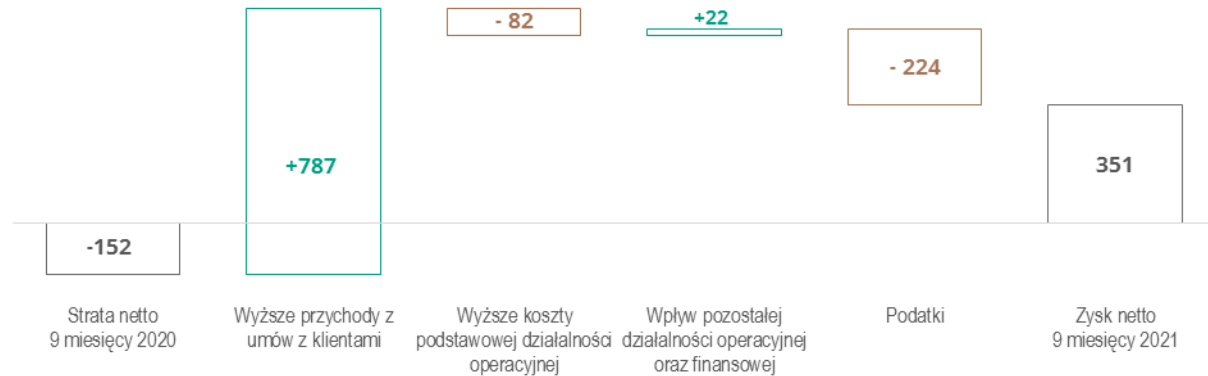 - 82
+22
- 224
+787
351
-152
Strata netto
9 miesięcy 2020
Wyższe przychody z
umów z klientami
Wyższe koszty
podstawowej działalności
operacyjnej
Wpływ pozostałej
działalności operacyjnej
oraz finansowej
Podatki
Zysk netto
9 miesięcy 2021